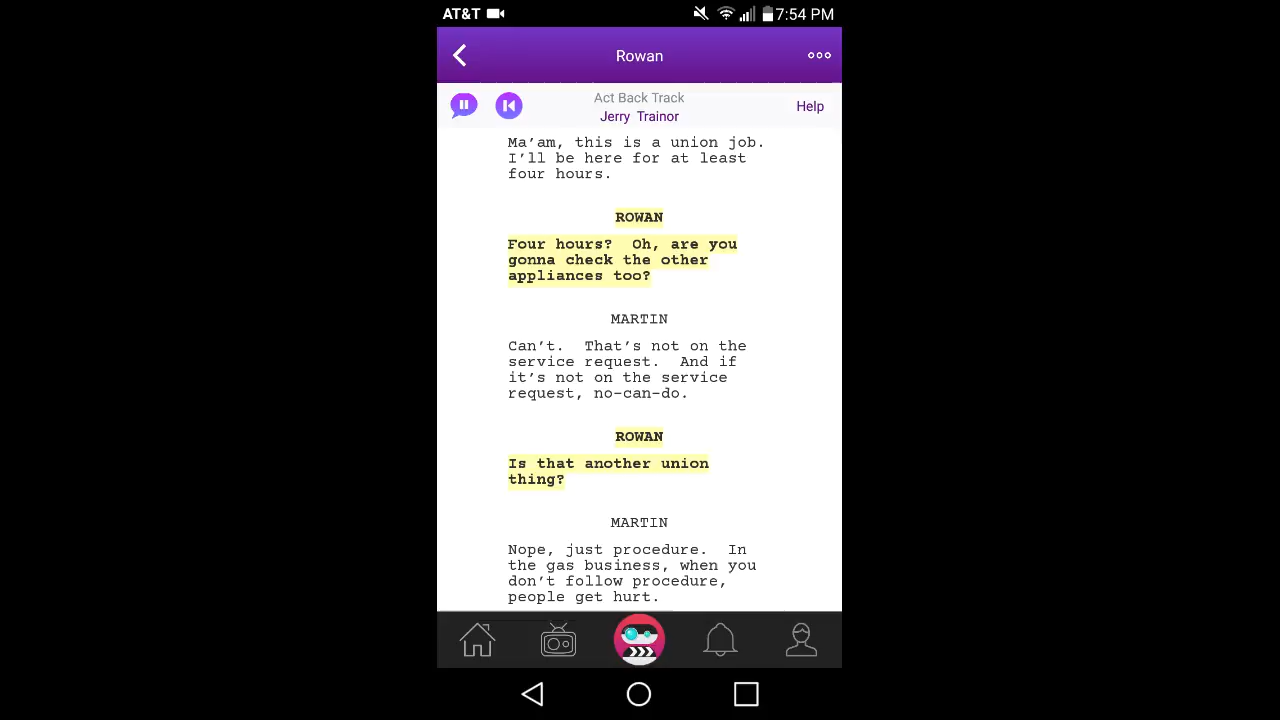 AT&T 7:54 PM
Rowan
Act Back Track
Jerry Trainor
Help
Ma’am, this is a union job.
I’ll be here for at least
four hours.
ROWAN
Four hours? Oh, are you
gonna check the other
appliances too?
MARTIN
Can’t. That’s not on the
service request. And if
it’s not on the service
request, no-can-do.
ROWAN
Is that another union
thing?
MARTIN
Nope, just procedure. In
the gas business, when you
don’t follow procedure,
people get hurt.